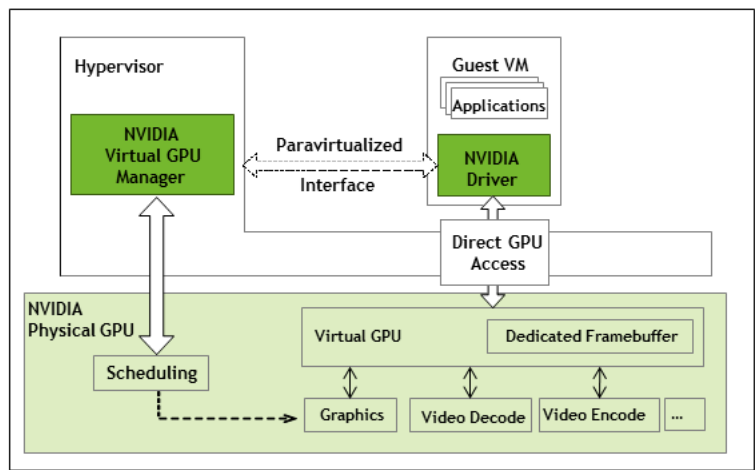 Hypervisor
Guest VM
Applications
NVIDIA
Virtual GPU
Manager
Paravirtualized
Interface
NVIDIA
Driver
Direct GPU
Access
NVIDIA
Physical GPU
Virtual GPU
Dedicated Framebuffer
Scheduling
Graphics
Video Decode
Video Encode
...